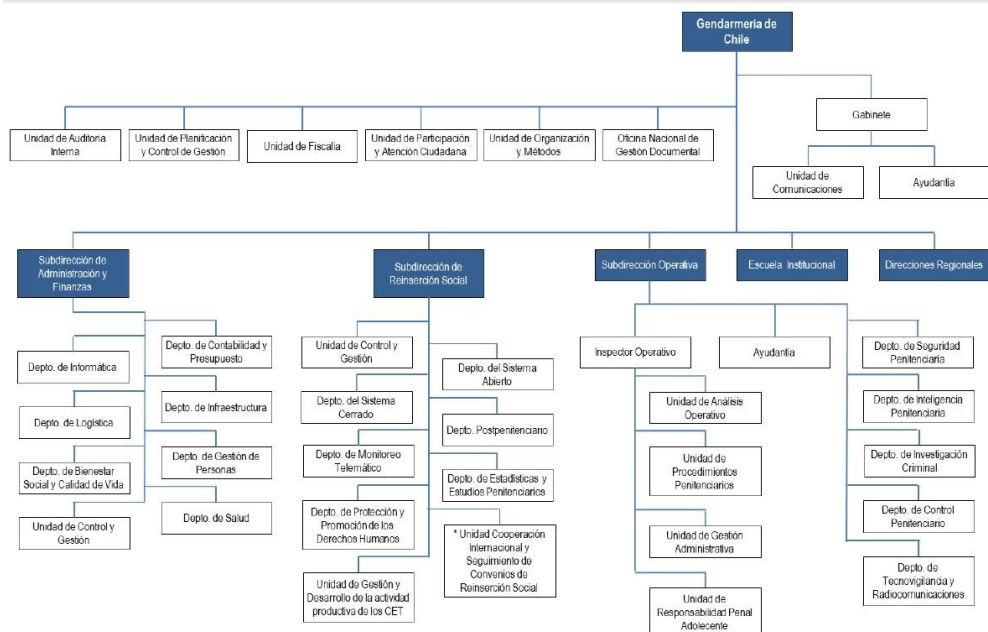 Gendarmería de
Chile
Gabinete
Unidad de
Comunicaciones
Ayudantía
Unidad de Auditoria
Interna
Unidad de Planificación
y Control de Gestión
Unidad de Fiscalía
Unidad de Participación
y Atención Ciudadana
Unidad de Organización
y Métodos
Oficina Nacional de
Gestión Documental
Subdirección de
Administración y
Finanzas
Subdirección de
Reinserción Social
Subdirección Operativa
Escuela Institucional
Direcciones Regionales
Depto. de Contabilidad y
Presupuesto
Depto. de Informática
Depto. de Infraestructura
Depto. de Logística
Depto. de Gestión de
Personas
Depto. de Bienestar
Social y Calidad de Vida
Depto. de Salud
Unidad de Control y
Gestión
Unidad de Control y
Gestión
Depto. del Sistema
Abierto
Depto. del Sistema
Cerrado
Depto. Postpenitenciario
Depto. de Monitoreo
Telemático
Depto. de Estadísticas y
Estudios Penitenciarios
Depto. de Protección y
Promoción de los
Derechos Humanos
* Unidad Cooperación
Internacional y
Seguimiento de
Convenios de
Reinserción Social
Unidad de Gestión y
Desarrollo de la actividad
productiva de los CET
Inspector Operativo
Ayudantía
Unidad de Análisis
Operativo
Unidad de
Procedimientos
Penitenciarios
Unidad de Gestión
Administrativa
Unidad de
Responsabilidad Penal
Adolecente
Depto. de Seguridad
Penitenciaria
Depto. de Inteligencia
Penitenciaria
Depto. de Investigación
Criminal
Depto. de Control
Penitenciario
Depto. de
Tecnovigilancia y
Radiocomunicaciones